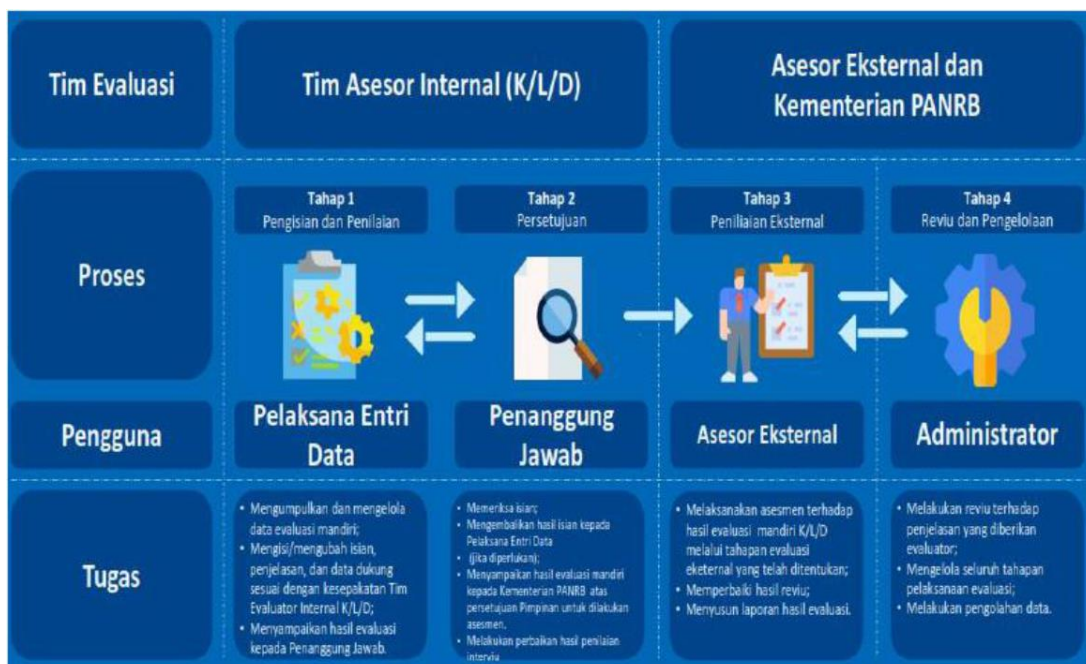 Tim Evaluasi
Tim Asesor Internal (K/L/D)
Asesor Eksternal dan
Kementerian PANRB
Proses
Tahap 1
Pengisian dan Penilaian
Tahap 2
Persetujuan
Tahap 3
Peniliaian Eksternal
Tahap 4
Reviu dan Pengelolaan
Pengguna
Pelaksana Entri
Data
Penanggung
Jawab
Asesor Eksternal
Administrator
Tugas
• Mengumpulkan dan mengelola
data evaluasi mandiri;
• Mengisi/mengubah isian,
penjelasan, dan data dukung
sesuai dengan kesepakatan Tim
Evaluator Internal K/L/D;
• Menyampaikan hasil evaluasi
kepada Penanggung Jawab.
• Memeriksa isian;
• Mengembalikan hasil isian kepada
Pelaksana Entri Data
• (jika diperlukan);
• Menyampaikan hasil evaluasi mandiri
kepada Kementerian PANRB atas
persetujuan Pimpinan untuk dilakukan
asesmen.
• Melakukan perbaikan hasil penilaian
interviu
• Melaksanakan asesmen terhadap
hasil evaluasi mandiri K/L/D
melalui tahapan evaluasi
eketernal yang telah ditentukan;
• Memperbaiki hasil reviu;
• Menyusun laporan hasil evaluasi.
• Melakukan reviu terhadap
penjelasan yang diberikan
evaluator;
• Mengelola seluruh tahapan
pelaksanaan evaluasi;
• Melakukan pengolahan data.